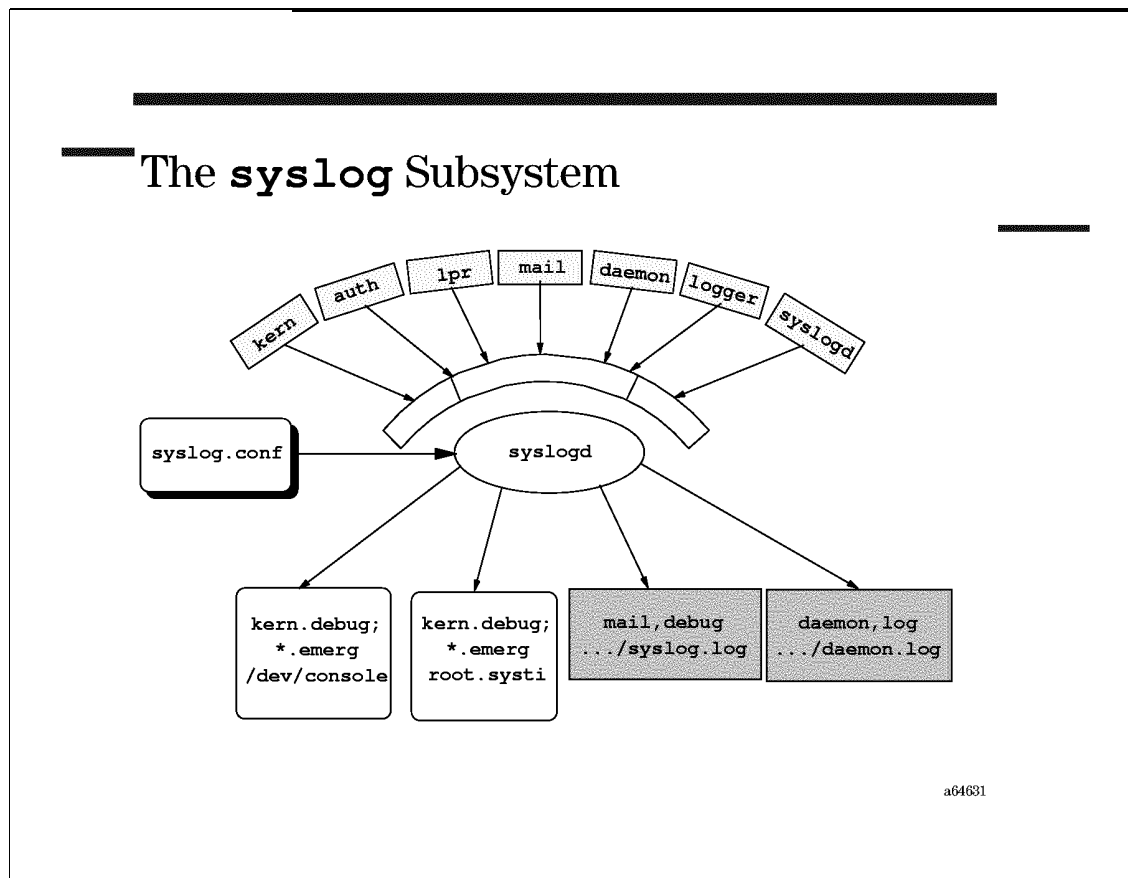 The syslog Subsystem
kern
auth
lpr
mail
daemon
logger
syslogd
syslog.conf
syslogd
kern.debug;
*.emerg
/dev/console
kern.debug;
*.emerg
root.systi
mail,debug
.../syslog.log
daemon,log
.../daemon.log
a64631